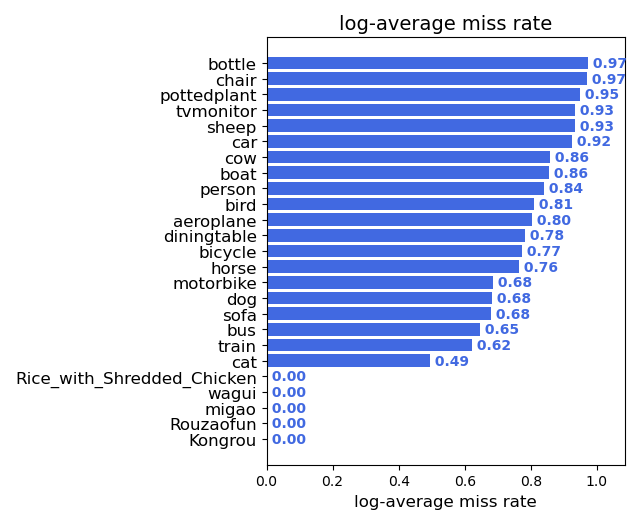 log-average miss rate
bottle 0.97
chair 0.97
pottedplant 0.95
tvmonitor 0.93
sheep 0.93
car 0.92
cow 0.86
boat 0.86
person 0.84
bird 0.81
aeroplane 0.80
diningtable 0.78
bicycle 0.77
horse 0.76
motorbike 0.68
dog 0.68
sofa 0.68
bus 0.65
train 0.62
cat 0.49
Rice_with_Shredded_Chicken 0.00
wagui 0.00
migao 0.00
Rouzaofun 0.00
Kongrou 0.00
0.0 0.2 0.4 0.6 0.8 1.0
log-average miss rate